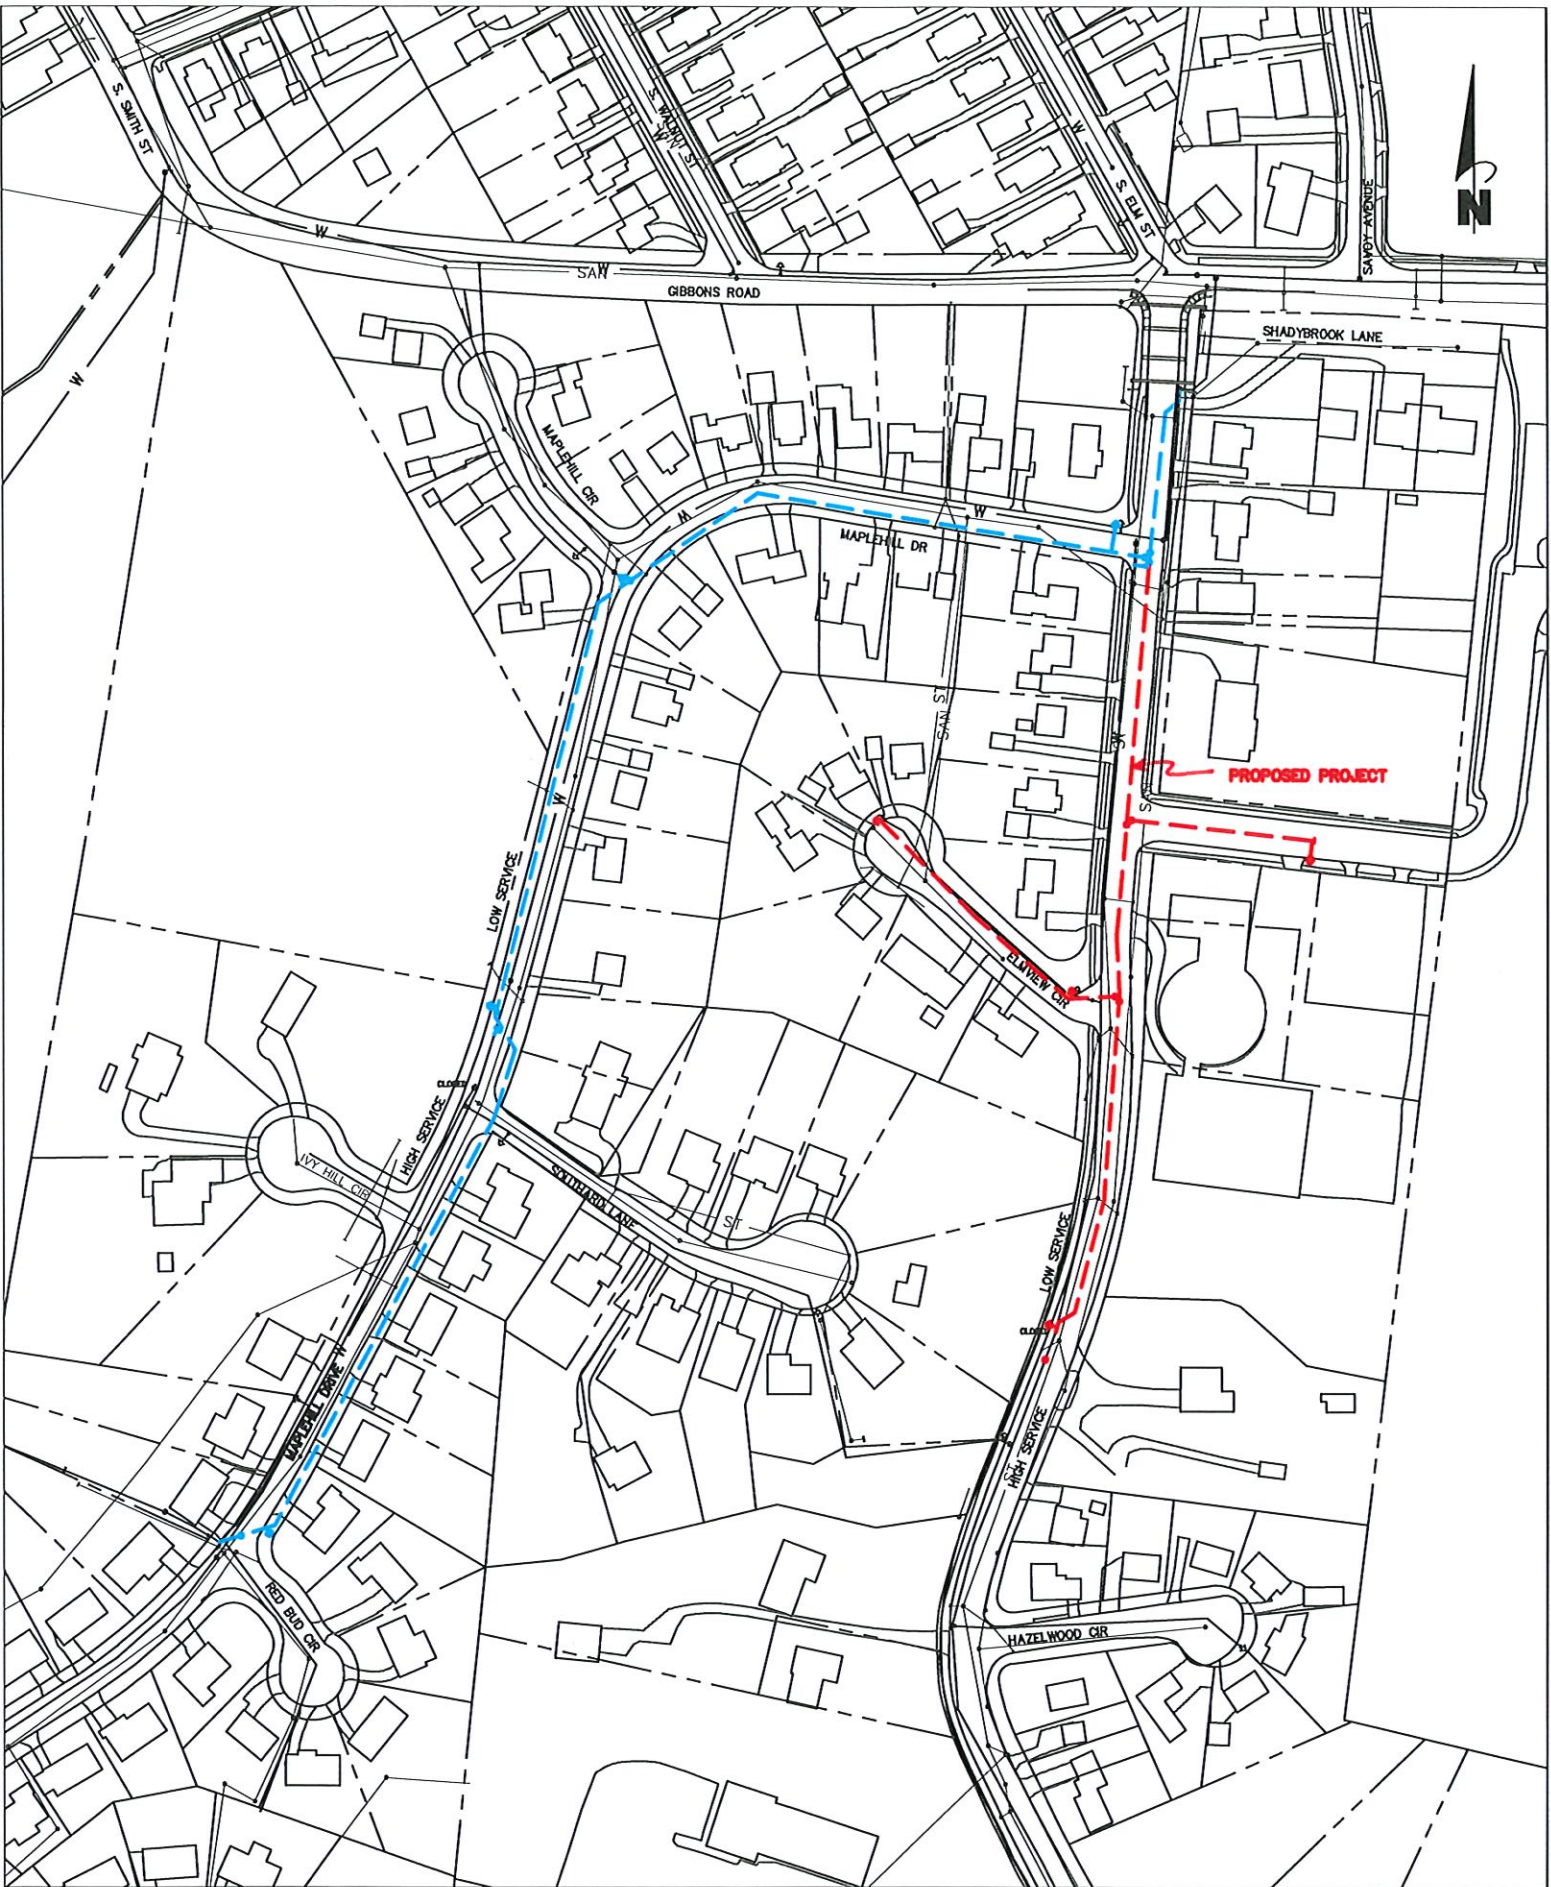 S. SMITH ST
S. WALNUT ST
W
W
S. ELM ST
SAVOY AVENUE
N
W
SAN
W
GIBBONS ROAD
SHADYBROOK LANE
W
MAPLEHILL CIR
W
W
MAPLEHILL DR
SAN ST
W
PROPOSED PROJECT
W
LOW SERVICE
ELMVIEW CIR
CLOSED
HIGH SERVICE
IVY HILL CIR
SOUTHARD LANE
ST
LOW SERVICE
CLOSED
MAPLEHILL DRIVE W
HIGH SERVICE
ST
RED BUD CIR
HAZELWOOD CIR